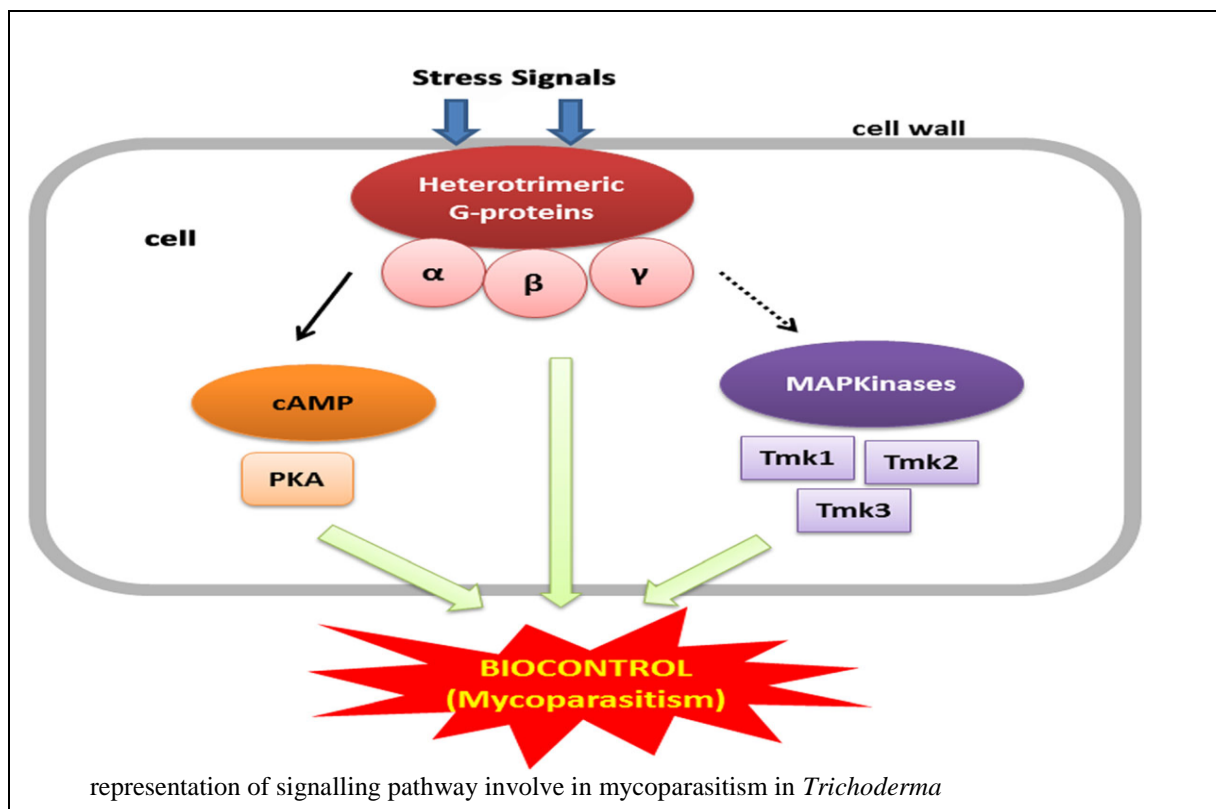 Stress Signals
cell wall
Heterotrimeric
G-proteins
cell
α
β
γ
cAMP
MAPKinases
PKA
Tmk1
Tmk2
Tmk3
BIOCONTROL
(Mycoparasitism)
representation of signalling pathway involve in mycoparasitism in Trichoderma